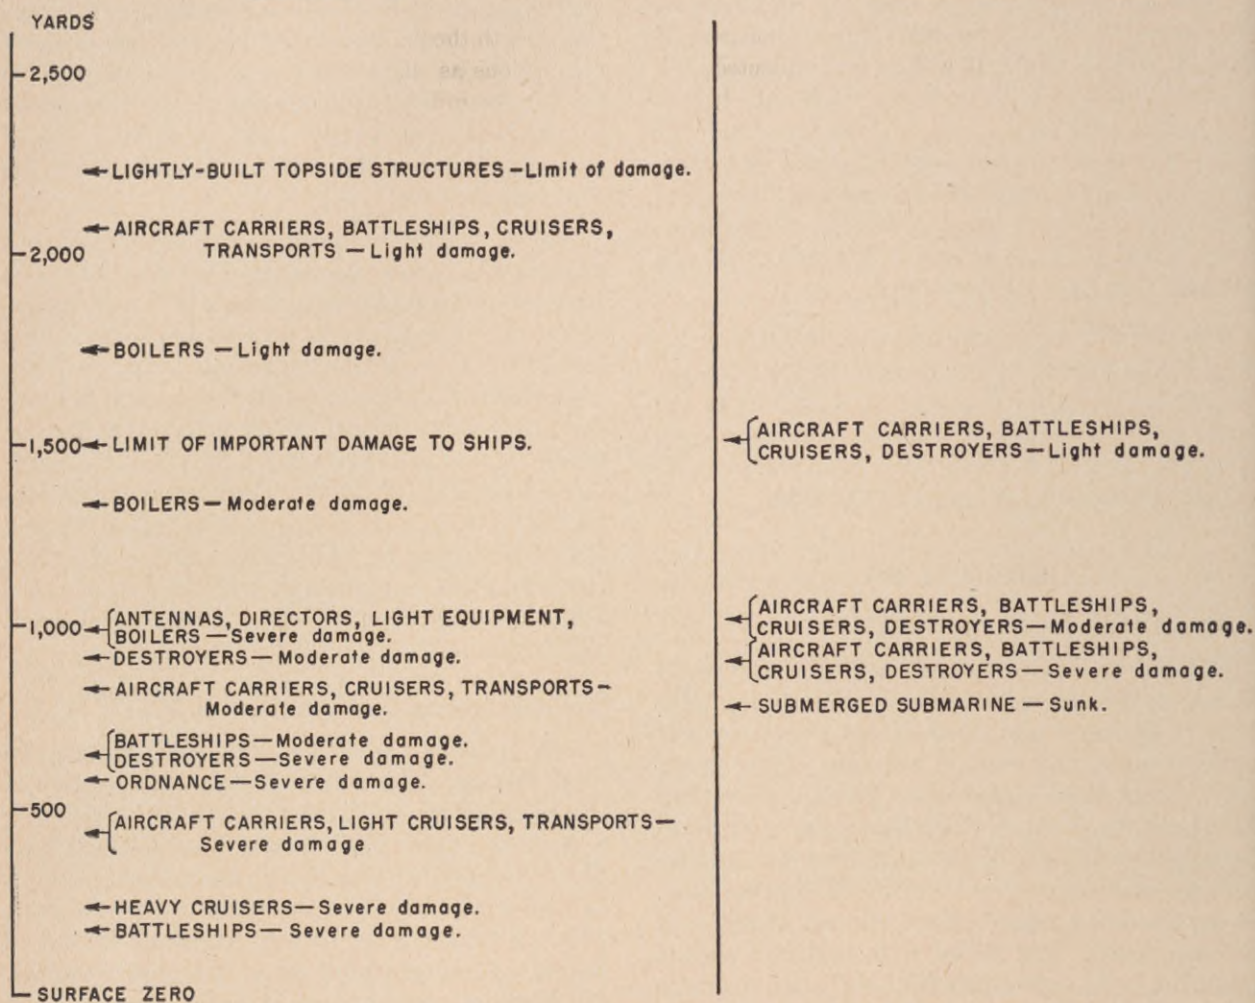 YARDS
2,500
LIGHTLY-BUILT TOPSIDE STRUCTURES – Limit of damage.
AIRCRAFT CARRIERS, BATTLESHIPS, CRUISERS,
TRANSPORTS — Light damage.
2,000
BOILERS — Light damage.
1,500
LIMIT OF IMPORTANT DAMAGE TO SHIPS.
BOILERS — Moderate damage.
1,000
ANTENNAS, DIRECTORS, LIGHT EQUIPMENT,
BOILERS — Severe damage.
DESTROYERS — Moderate damage.
AIRCRAFT CARRIERS, CRUISERS, TRANSPORTS –
Moderate damage.
BATTLESHIPS — Moderate damage.
DESTROYERS — Severe damage.
ORDNANCE — Severe damage.
500
AIRCRAFT CARRIERS, LIGHT CRUISERS, TRANSPORTS —
Severe damage
HEAVY CRUISERS — Severe damage.
BATTLESHIPS — Severe damage.
SURFACE ZERO
AIRCRAFT CARRIERS, BATTLESHIPS,
CRUISERS, DESTROYERS — Light damage.
AIRCRAFT CARRIERS, BATTLESHIPS,
CRUISERS, DESTROYERS — Moderate damage.
AIRCRAFT CARRIERS, BATTLESHIPS,
CRUISERS, DESTROYERS — Severe damage.
SUBMERGED SUBMARINE — Sunk.